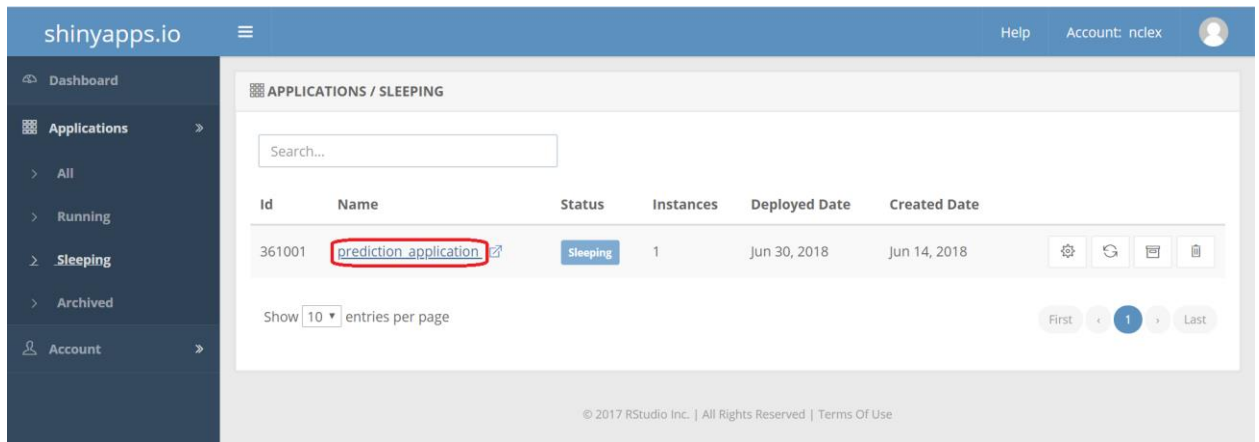 shinyapps.io
Help Account: nclex
Dashboard
Applications
All
Running
Sleeping
Archived
Account
APPLICATIONS / SLEEPING
Search...
Id Name Status Instances Deployed Date Created Date
361001 prediction_application Sleeping 1 Jun 30, 2018 Jun 14, 2018
Show 10 entries per page
First ‹ 1 › Last
© 2017 RStudio Inc. | All Rights Reserved | Terms Of Use